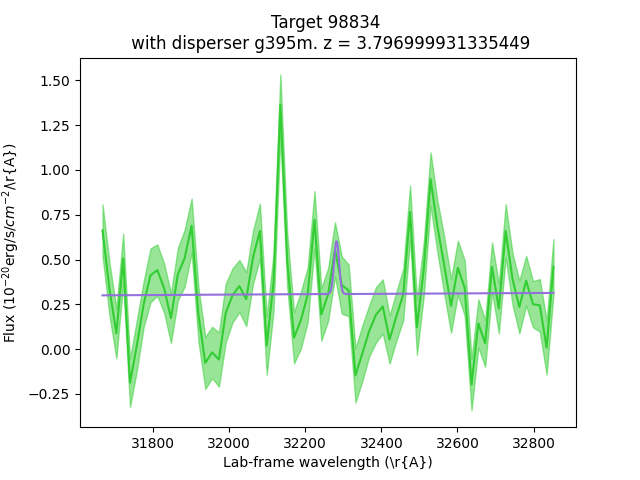 Target 98834
with disperser g395m. z = 3.796999931335449
1.50
1.25
1.00
0.75
0.50
0.25
0.00
−0.25
Flux (10⁻²⁰erg/s/cm⁻²/\r{A})
31800 32000 32200 32400 32600 32800
Lab-frame wavelength (\r{A})